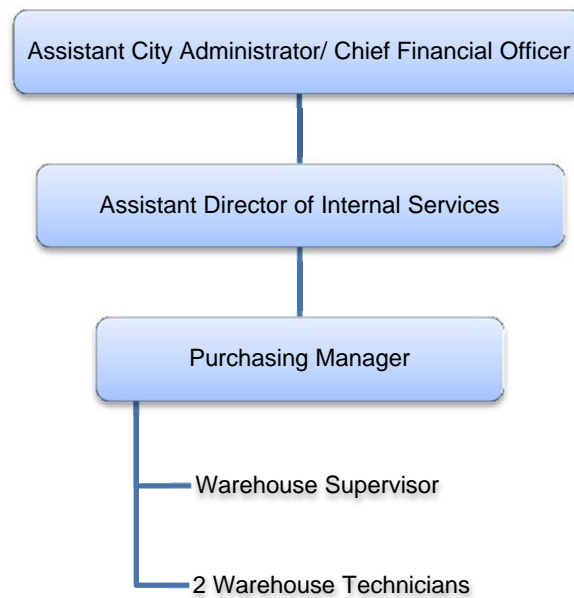 Assistant City Administrator/ Chief Financial Officer
Assistant Director of Internal Services
Purchasing Manager
Warehouse Supervisor
2 Warehouse Technicians